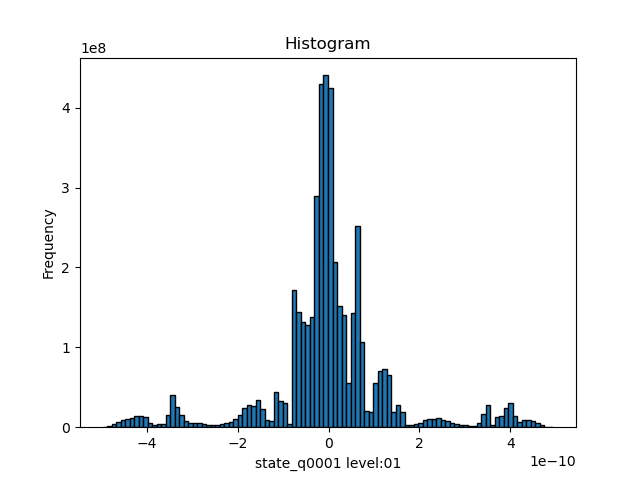 Histogram
1e8
4
3
2
1
0
Frequency
−4
−2
0
2
4
1e−10
state_q0001 level:01